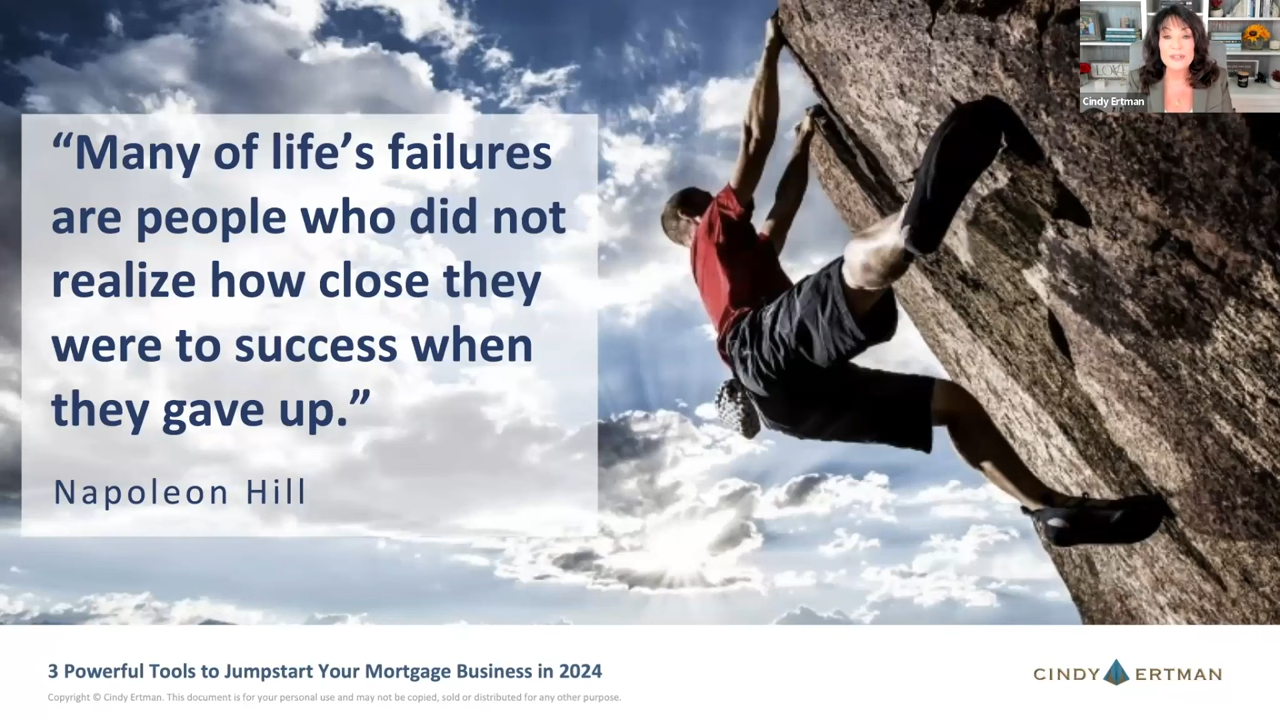 “Many of life’s failures
are people who did not
realize how close they
were to success when
they gave up.”
Napoleon Hill
LOVE
Cindy Ertman
3 Powerful Tools to Jumpstart Your Mortgage Business in 2024
Copyright © Cindy Ertman. This document is for your personal use and may not be copied, sold or distributed for any other purpose.
CINDY ERTMAN